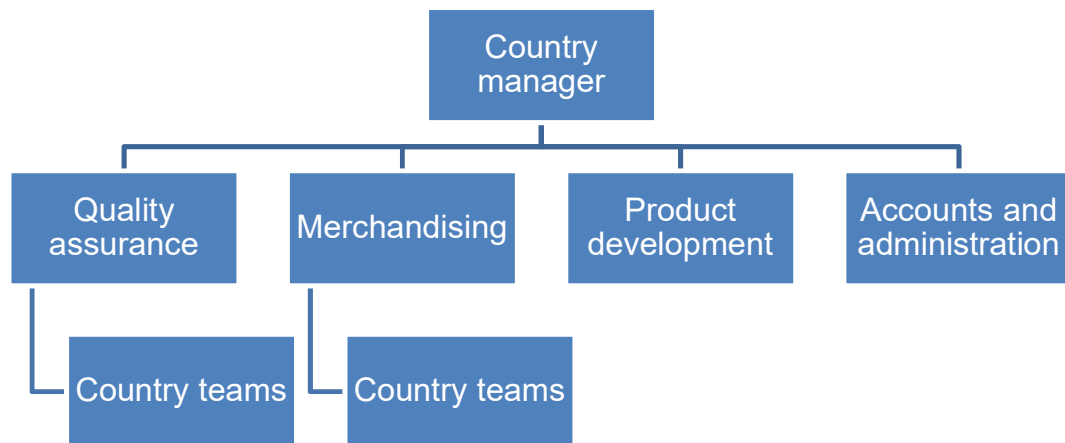 Country
manager
Quality
assurance
Merchandising
Product
development
Accounts and
administration
Country teams
Country teams